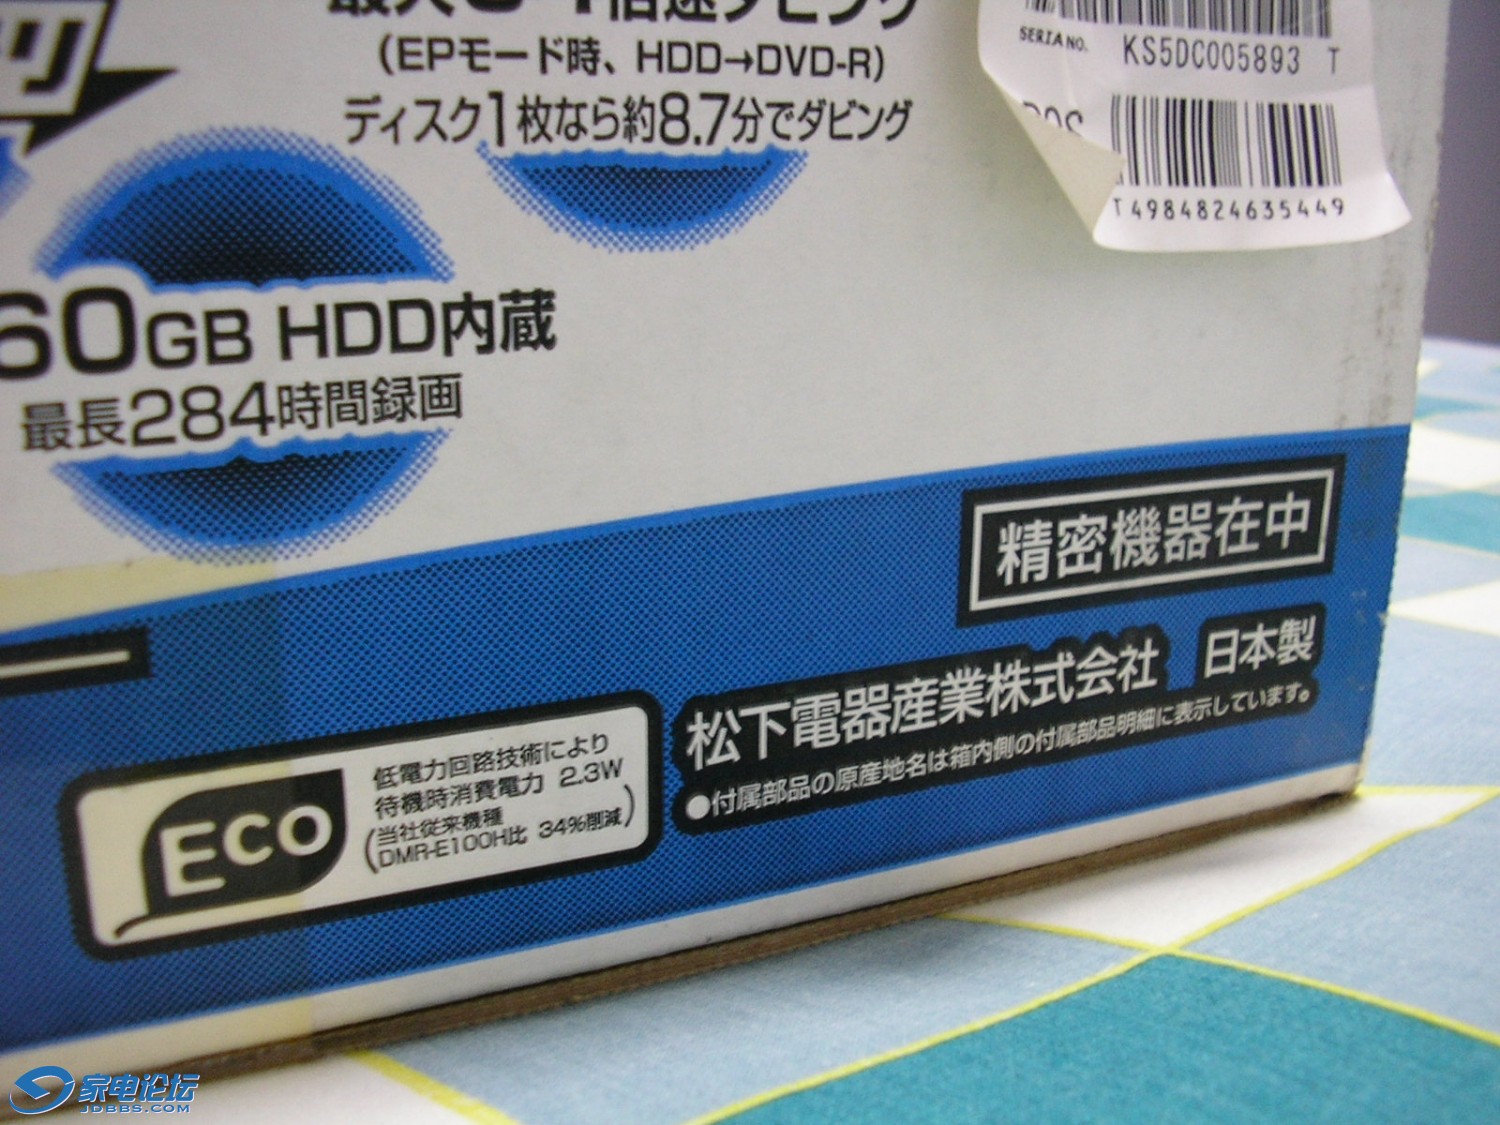 (EPモード時、HDD→DVD-R)
ディスク1枚なら約8.7分でダビング
SERIA NO. KS5DC005893 T
T4984824635449
60GB HDD内蔵
最長284時間録画
精密機器在中
松下電器産業株式会社 日本製
●付属部品の原産地名は箱内側の付属部品明細に表示しています。
ECO
低電力回路技術により
待機時消費電力 2.3W
(当社従来機種
DMR-E100H比 34%削減)
家电论坛
JDBBS.COM